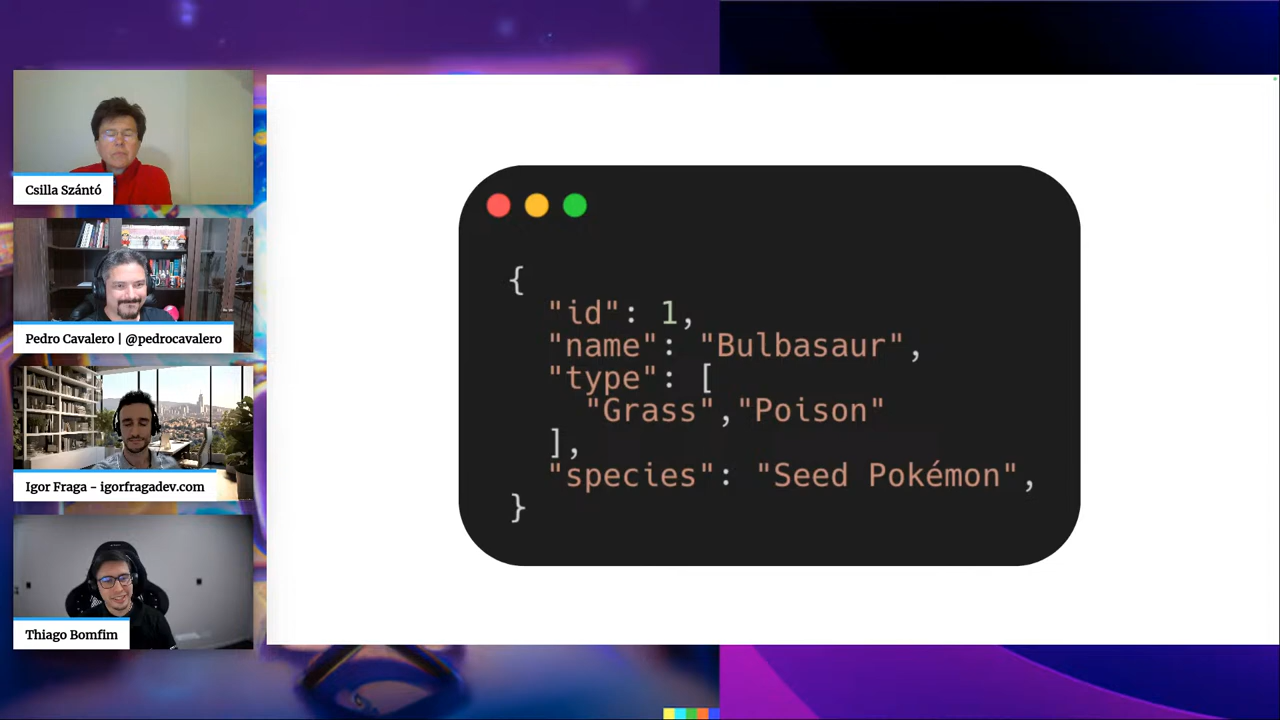 Csilla Szántó
Pedro Cavalero | @pedrocavalero
Igor Fraga - igorfragadev.com
Thiago Bomfim
{
"id": 1,
"name": "Bulbasaur",
"type": [
"Grass","Poison"
],
"species": "Seed Pokémon",
}